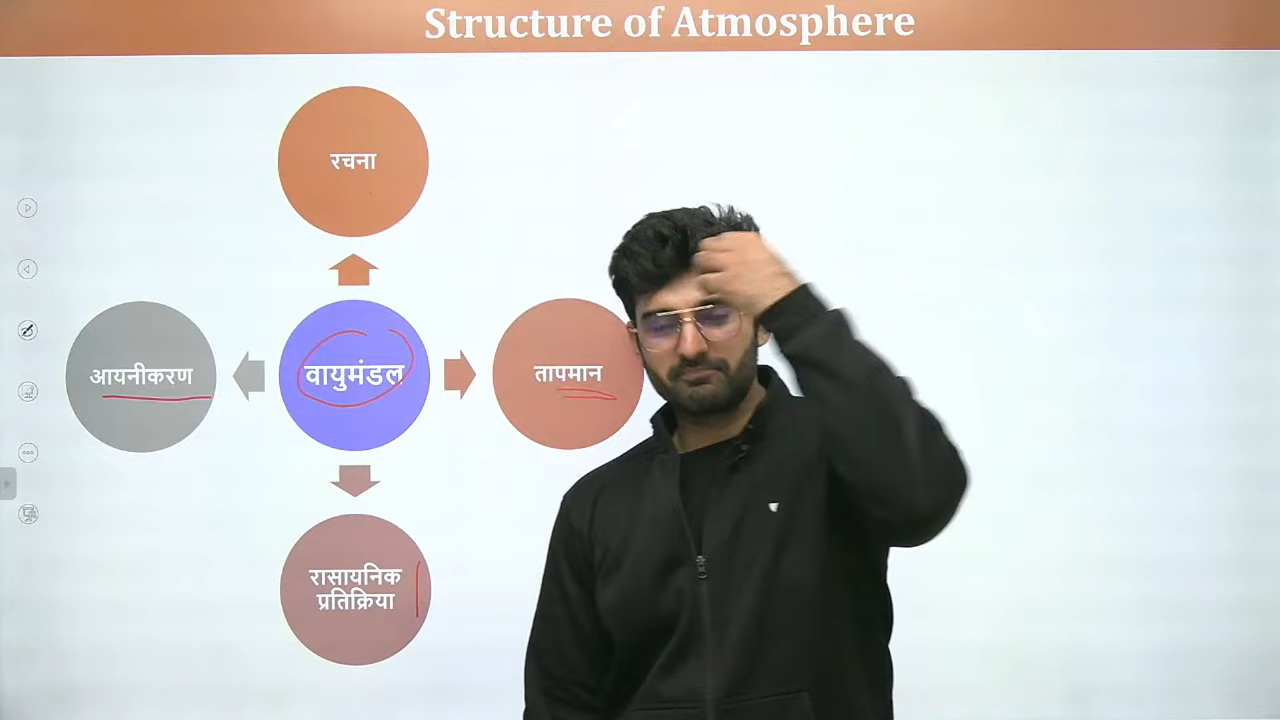 Structure of Atmosphere
रचना
आयनीकरण
वायुमंडल
तापमान
रासायनिक
प्रतिक्रिया